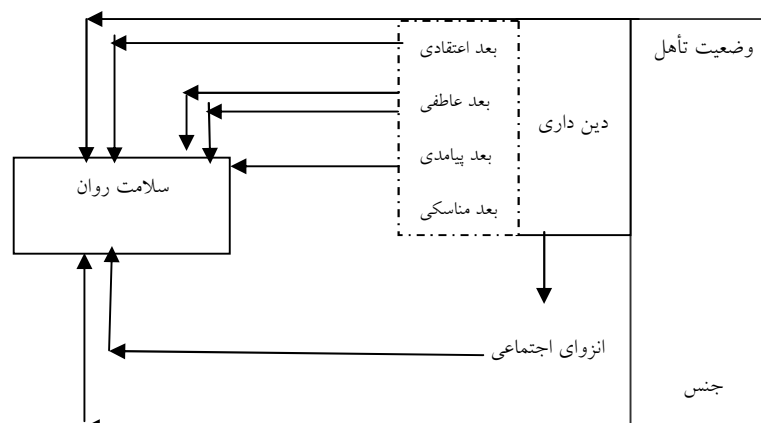 وضعیت تأهل
دین داری
بعد اعتقادی
بعد عاطفی
بعد پیامدی
بعد مناسکی
سلامت روان
انزوای اجتماعی
جنس